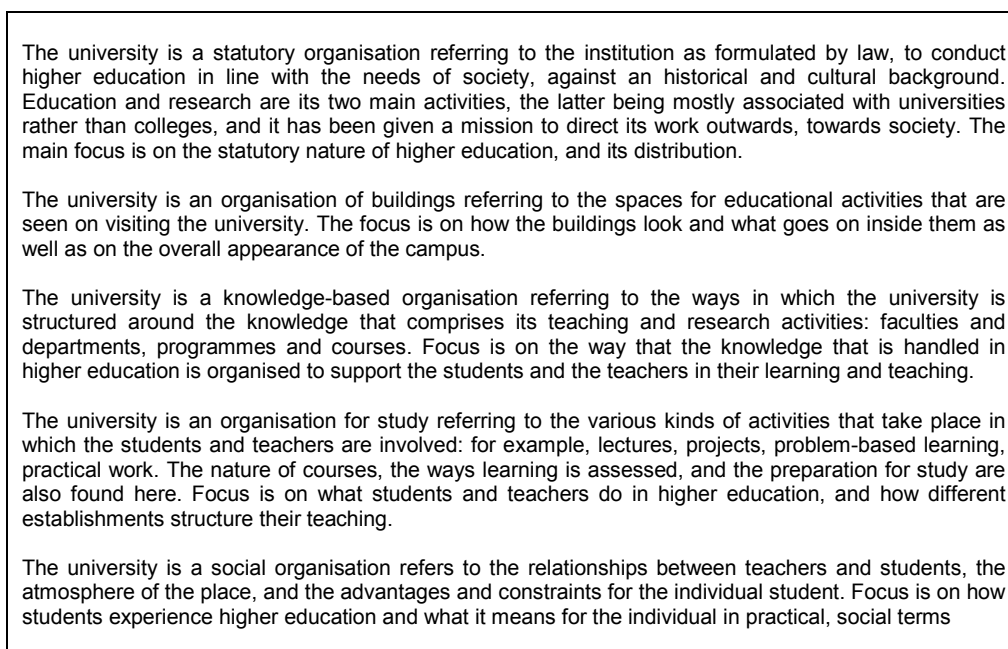 The university is a statutory organisation referring to the institution as formulated by law, to conduct
higher education in line with the needs of society, against an historical and cultural background.
Education and research are its two main activities, the latter being mostly associated with universities
rather than colleges, and it has been given a mission to direct its work outwards, towards society. The
main focus is on the statutory nature of higher education, and its distribution.
The university is an organisation of buildings referring to the spaces for educational activities that are
seen on visiting the university. The focus is on how the buildings look and what goes on inside them as
well as on the overall appearance of the campus.
The university is a knowledge-based organisation referring to the ways in which the university is
structured around the knowledge that comprises its teaching and research activities: faculties and
departments, programmes and courses. Focus is on the way that the knowledge that is handled in
higher education is organised to support the students and the teachers in their learning and teaching.
The university is an organisation for study referring to the various kinds of activities that take place in
which the students and teachers are involved: for example, lectures, projects, problem-based learning,
practical work. The nature of courses, the ways learning is assessed, and the preparation for study are
also found here. Focus is on what students and teachers do in higher education, and how different
establishments structure their teaching.
The university is a social organisation refers to the relationships between teachers and students, the
atmosphere of the place, and the advantages and constraints for the individual student. Focus is on how
students experience higher education and what it means for the individual in practical, social terms